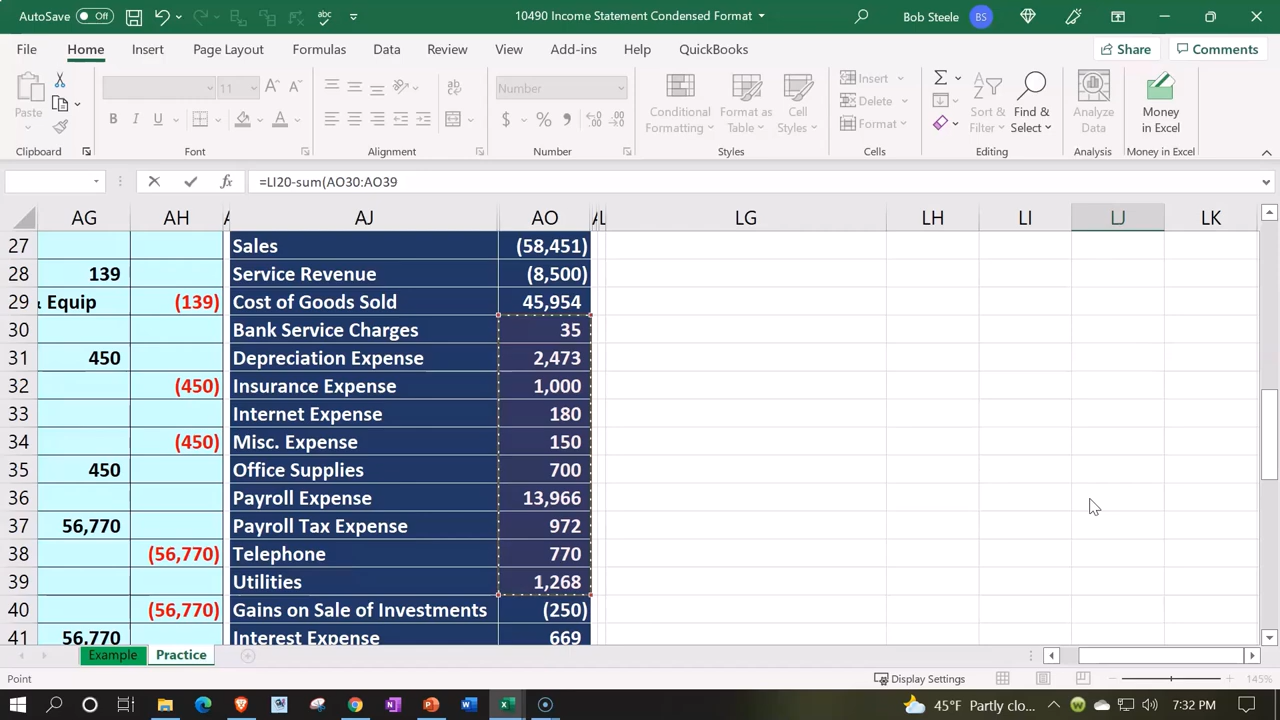 AutoSave Off 10490 Income Statement Condensed Format Bob Steele BS
File Home Insert Page Layout Formulas Data Review View Add-ins Help QuickBooks Share Comments
Paste
Clipboard
11
B I U A
Font
ab
Alignment
Number
$ % 9
Number
Conditional Formatting Format as Table Cell Styles
Styles
Insert
Delete
Format
Cells
Sort & Filter Find & Select
Editing
Analyze Data
Analysis
Money in Excel
Money in Excel
fx =LI20-sum(AO30:AO39
AG AH A AJ AO A L LG LH LI LJ LK
27 Sales (58,451)
28 139 Service Revenue (8,500)
29 & Equip (139) Cost of Goods Sold 45,954
30 Bank Service Charges 35
31 450 Depreciation Expense 2,473
32 (450) Insurance Expense 1,000
33 Internet Expense 180
34 (450) Misc. Expense 150
35 450 Office Supplies 700
36 Payroll Expense 13,966
37 56,770 Payroll Tax Expense 972
38 (56,770) Telephone 770
39 Utilities 1,268
40 (56,770) Gains on Sale of Investments (250)
41 56,770 Interest Expense 669
Example Practice
Point Display Settings 145%
45°F Partly clo... 7:32 PM